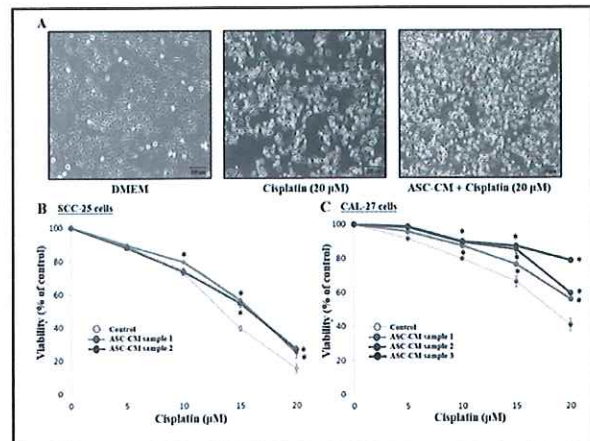 A
DMEM
Cisplatin (20 µM)
ASC-CM + Cisplatin (20 µM)
B SCC-25 cells
Viability (% of control)
100
80
60
40
20
0
Control
ASC-CM sample 1
ASC-CM sample 2
0 5 10 15 20
Cisplatin (µM)
C CAL-27 cells
Viability (% of control)
100
80
60
40
20
0
Control
ASC-CM sample 1
ASC-CM sample 2
ASC-CM sample 3
0 5 10 15 20
Cisplatin (µM)